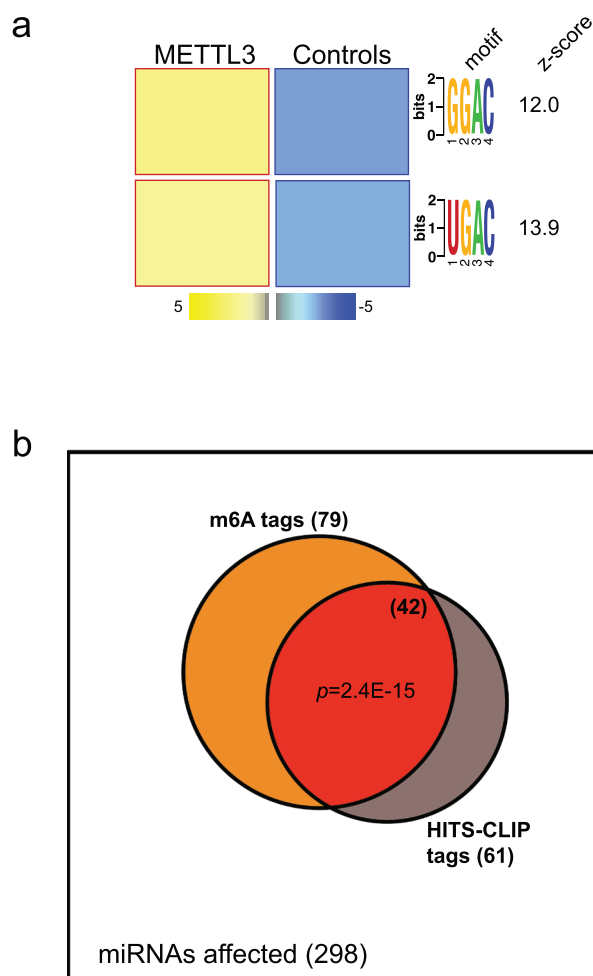 a
METTL3 Controls motif z-score
2
1
0
bits
GGAC
1 2 3 4
12.0
2
1
0
bits
UGAC
1 2 3 4
13.9
5 -5
b
m6A tags (79)
(42)
p=2.4E-15
HITS-CLIP
tags (61)
miRNAs affected (298)